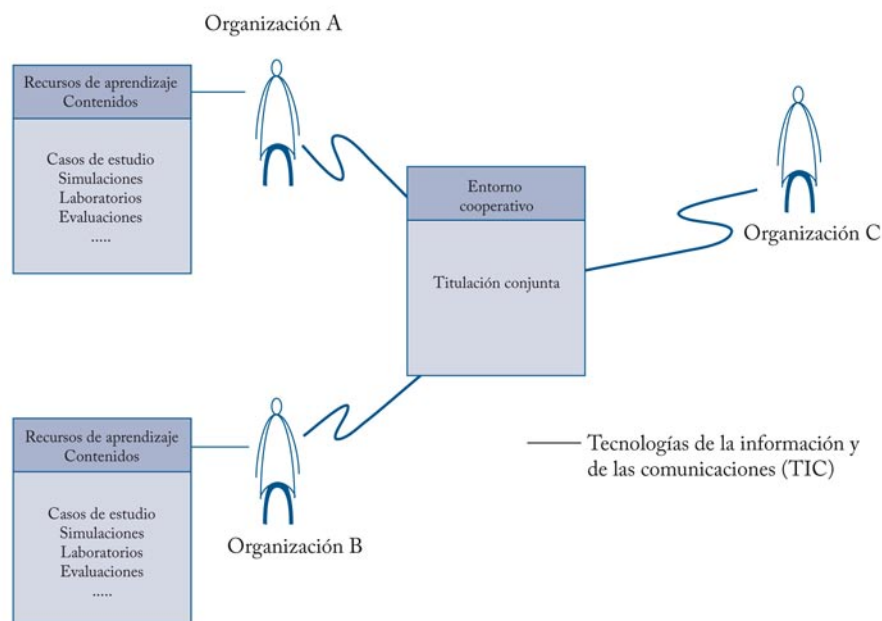 Organización A
Recursos de aprendizaje
Contenidos
Casos de estudio
Simulaciones
Laboratorios
Evaluaciones
.....
Entorno
cooperativo
Titulación conjunta
Organización C
Recursos de aprendizaje
Contenidos
Casos de estudio
Simulaciones
Laboratorios
Evaluaciones
.....
Organización B
Tecnologías de la información y
de las comunicaciones (TIC)